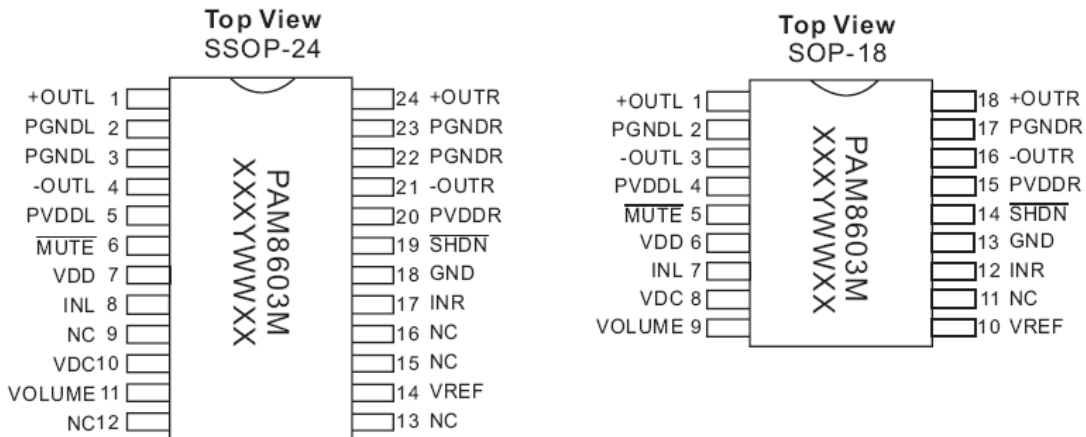 Top View
SSOP-24
+OUTL 1
PGNDL 2
PGNDL 3
-OUTL 4
PVDDL 5
MUTE 6
VDD 7
INL 8
NC 9
VDC10
VOLUME 11
NC12
PAM8603M
XXXYWWXX
24 +OUTR
23 PGNDR
22 PGNDR
21 -OUTR
20 PVDDR
19 SHDN
18 GND
17 INR
16 NC
15 NC
14 VREF
13 NC
Top View
SOP-18
+OUTL 1
PGNDL 2
-OUTL 3
PVDDL 4
MUTE 5
VDD 6
INL 7
VDC 8
VOLUME 9
PAM8603M
XXXYWWXX
18 +OUTR
17 PGNDR
16 -OUTR
15 PVDDR
14 SHDN
13 GND
12 INR
11 NC
10 VREF